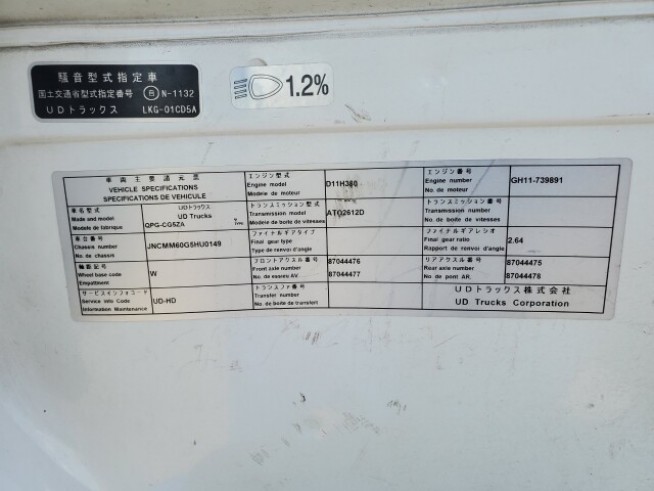 騒音型式指定車
国土交通省型式指定番号 N-1132
UDトラックス LKG-01CD5A
1.2%
車両主要諸元票
VEHICLE SPECIFICATIONS
SPECIFICATIONS DE VEHICULE
車名型式
Make and model
Modele de fabrique
UDトラックス
UD Trucks
QPG-CG5ZA
TYPE
車台番号
Chassis number
No. de chassis
JNCMM60G5HU0149
軸距記号
Wheel base code
Empattment
W
サービスインフォコード
Service Info Code
Information Maintenance
UD-HD
エンジン型式
Engine model
Modele de moteur
D11H360
トランスミッション型式
Transmission model
Modele de boite de vitesses
ATO2612D
ファイナルギアタイプ
Final gear type
Type de renvoi d'angle
フロントアクスル番号
Front axle number
No. de essieu AV.
87044476
87044477
トランスファ番号
Transfer number
No. de boite de transfert
エンジン番号
Engine number
No. de moteur
GH11-739891
トランスミッション番号
Transmission number
No. de boite de vitesses
ファイナルギアレシオ
Final gear ratio
Rapport de renvoi d'angle
2.64
リアアクスル番号
Rear axle number
No. de pont AR.
87044475
87044478
UDトラックス株式会社
UD Trucks Corporation